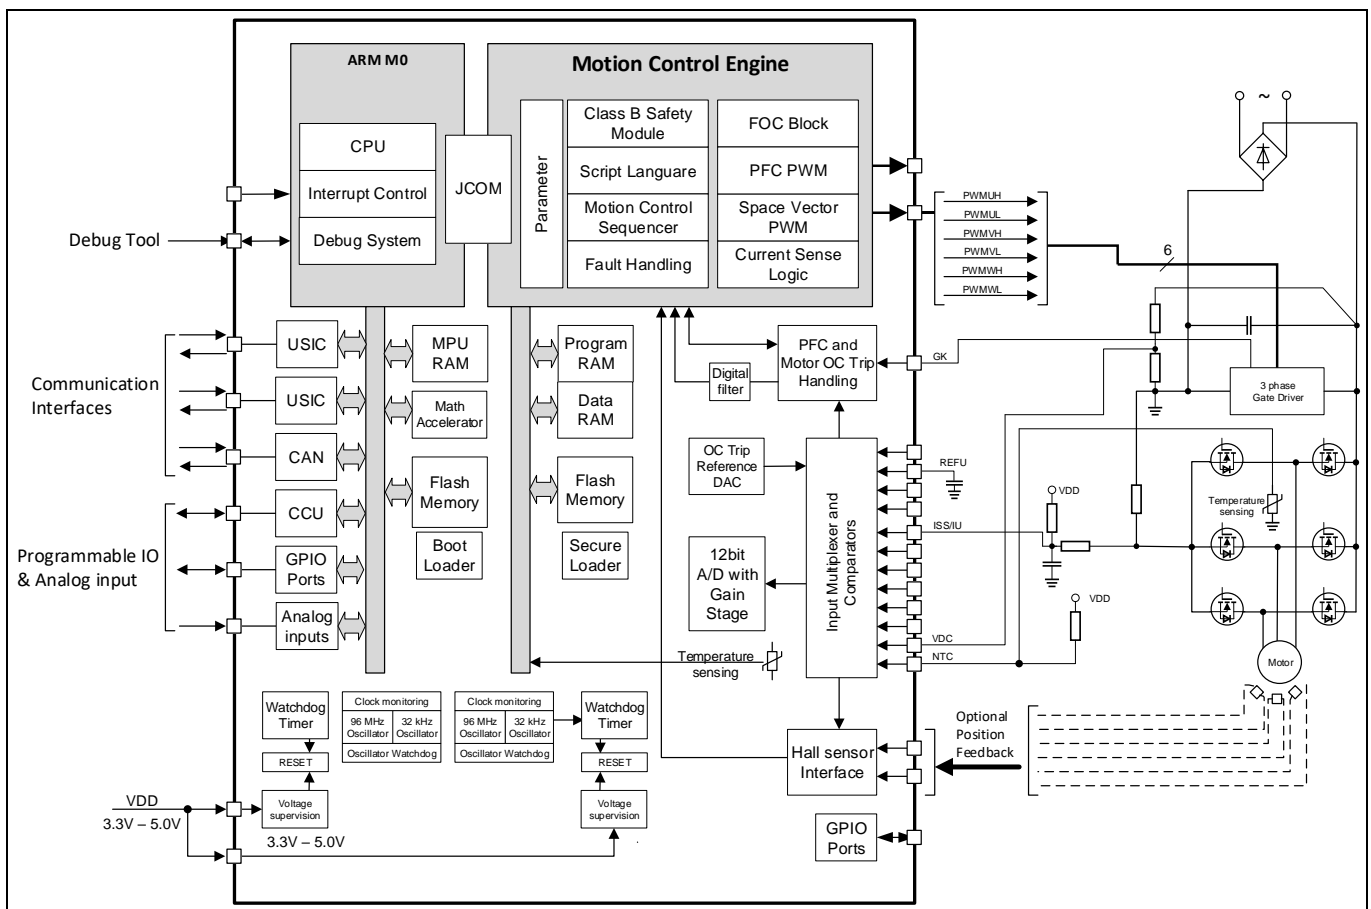 ARM M0
CPU
Interrupt Control
Debug System
JCOM
Motion Control Engine
Parameter
Class B Safety
Module
Script Languare
Motion Control
Sequencer
Fault Handling
FOC Block
PFC PWM
Space Vector
PWM
Current Sense
Logic
Debug Tool
Communication
Interfaces
Programmable IO
& Analog input
USIC
USIC
CAN
CCU
GPIO
Ports
Analog
inputs
MPU
RAM
Math
Accelerator
Flash
Memory
Boot
Loader
Program
RAM
Data
RAM
Flash
Memory
Secure
Loader
Digital
filter
PFC and
Motor OC Trip
Handling
OC Trip
Reference
DAC
12bit
A/D with
Gain
Stage
Input Multiplexer and
Comparators
Temperature
sensing
Hall sensor
Interface
GPIO
Ports
Watchdog
Timer
RESET
Voltage
supervision
Clock monitoring
96 MHz
Oscillator
32 kHz
Oscillator
Oscillator Watchdog
Clock monitoring
96 MHz
Oscillator
32 kHz
Oscillator
Oscillator Watchdog
Watchdog
Timer
RESET
Voltage
supervision
VDD
3.3V – 5.0V
3.3V – 5.0V
PWMUH
PWMUL
PWMVH
PWMVL
PWMWH
PWMWL
6
~
GK
3 phase
Gate Driver
REFU
ISS/IU
VDC
NTC
VDD
VDD
Temperature
sensing
Motor
Optional
Position
Feedback